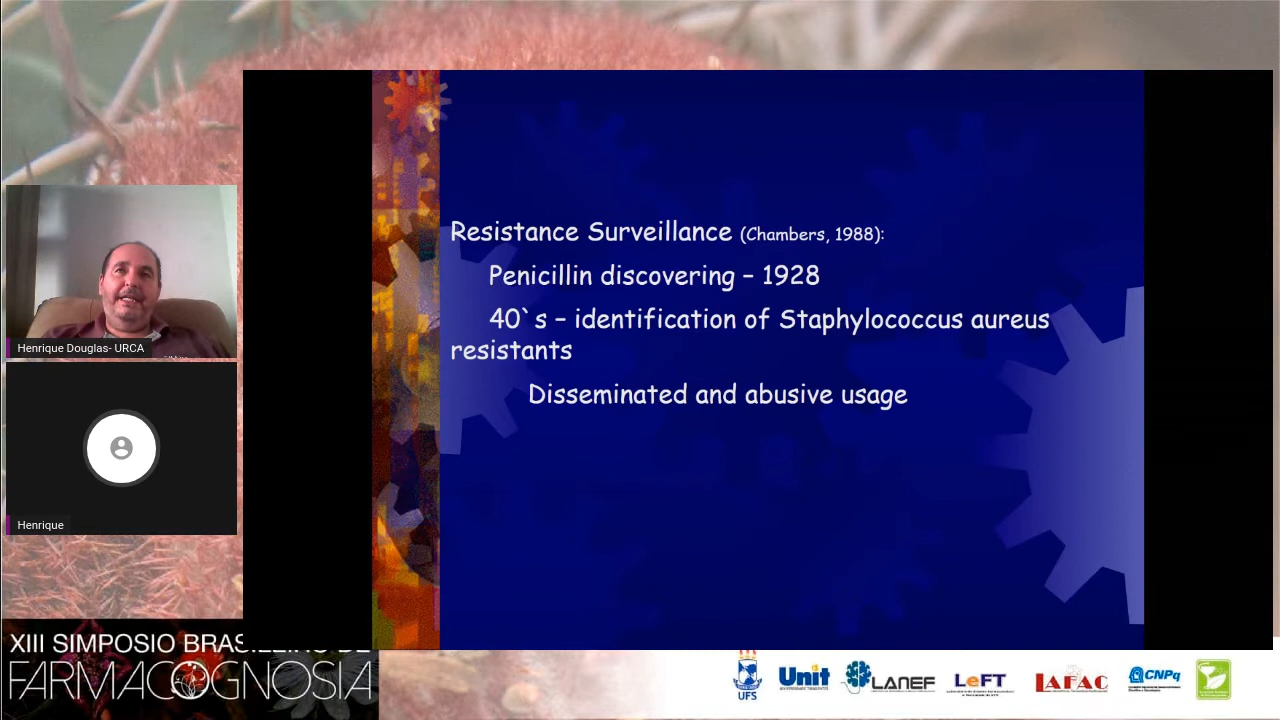 Resistance Surveillance (Chambers, 1988):
Penicillin discovering – 1928
40`s – identification of Staphylococcus aureus
resistants
Disseminated and abusive usage
Henrique Douglas- URCA
Henrique
XIII SIMPOSIO BRASILEIRO DE
FARMACOGNOSIA
UFS
Unit
LANEF
LeFT
LAFAC
CNPq